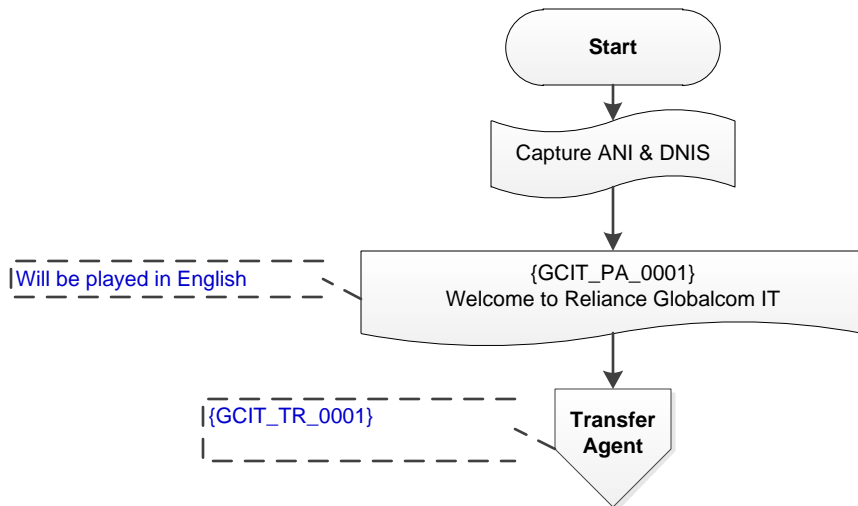 Start
Capture ANI & DNIS
Will be played in English
{GCIT_PA_0001}
Welcome to Reliance Globalcom IT
{GCIT_TR_0001}
Transfer
Agent